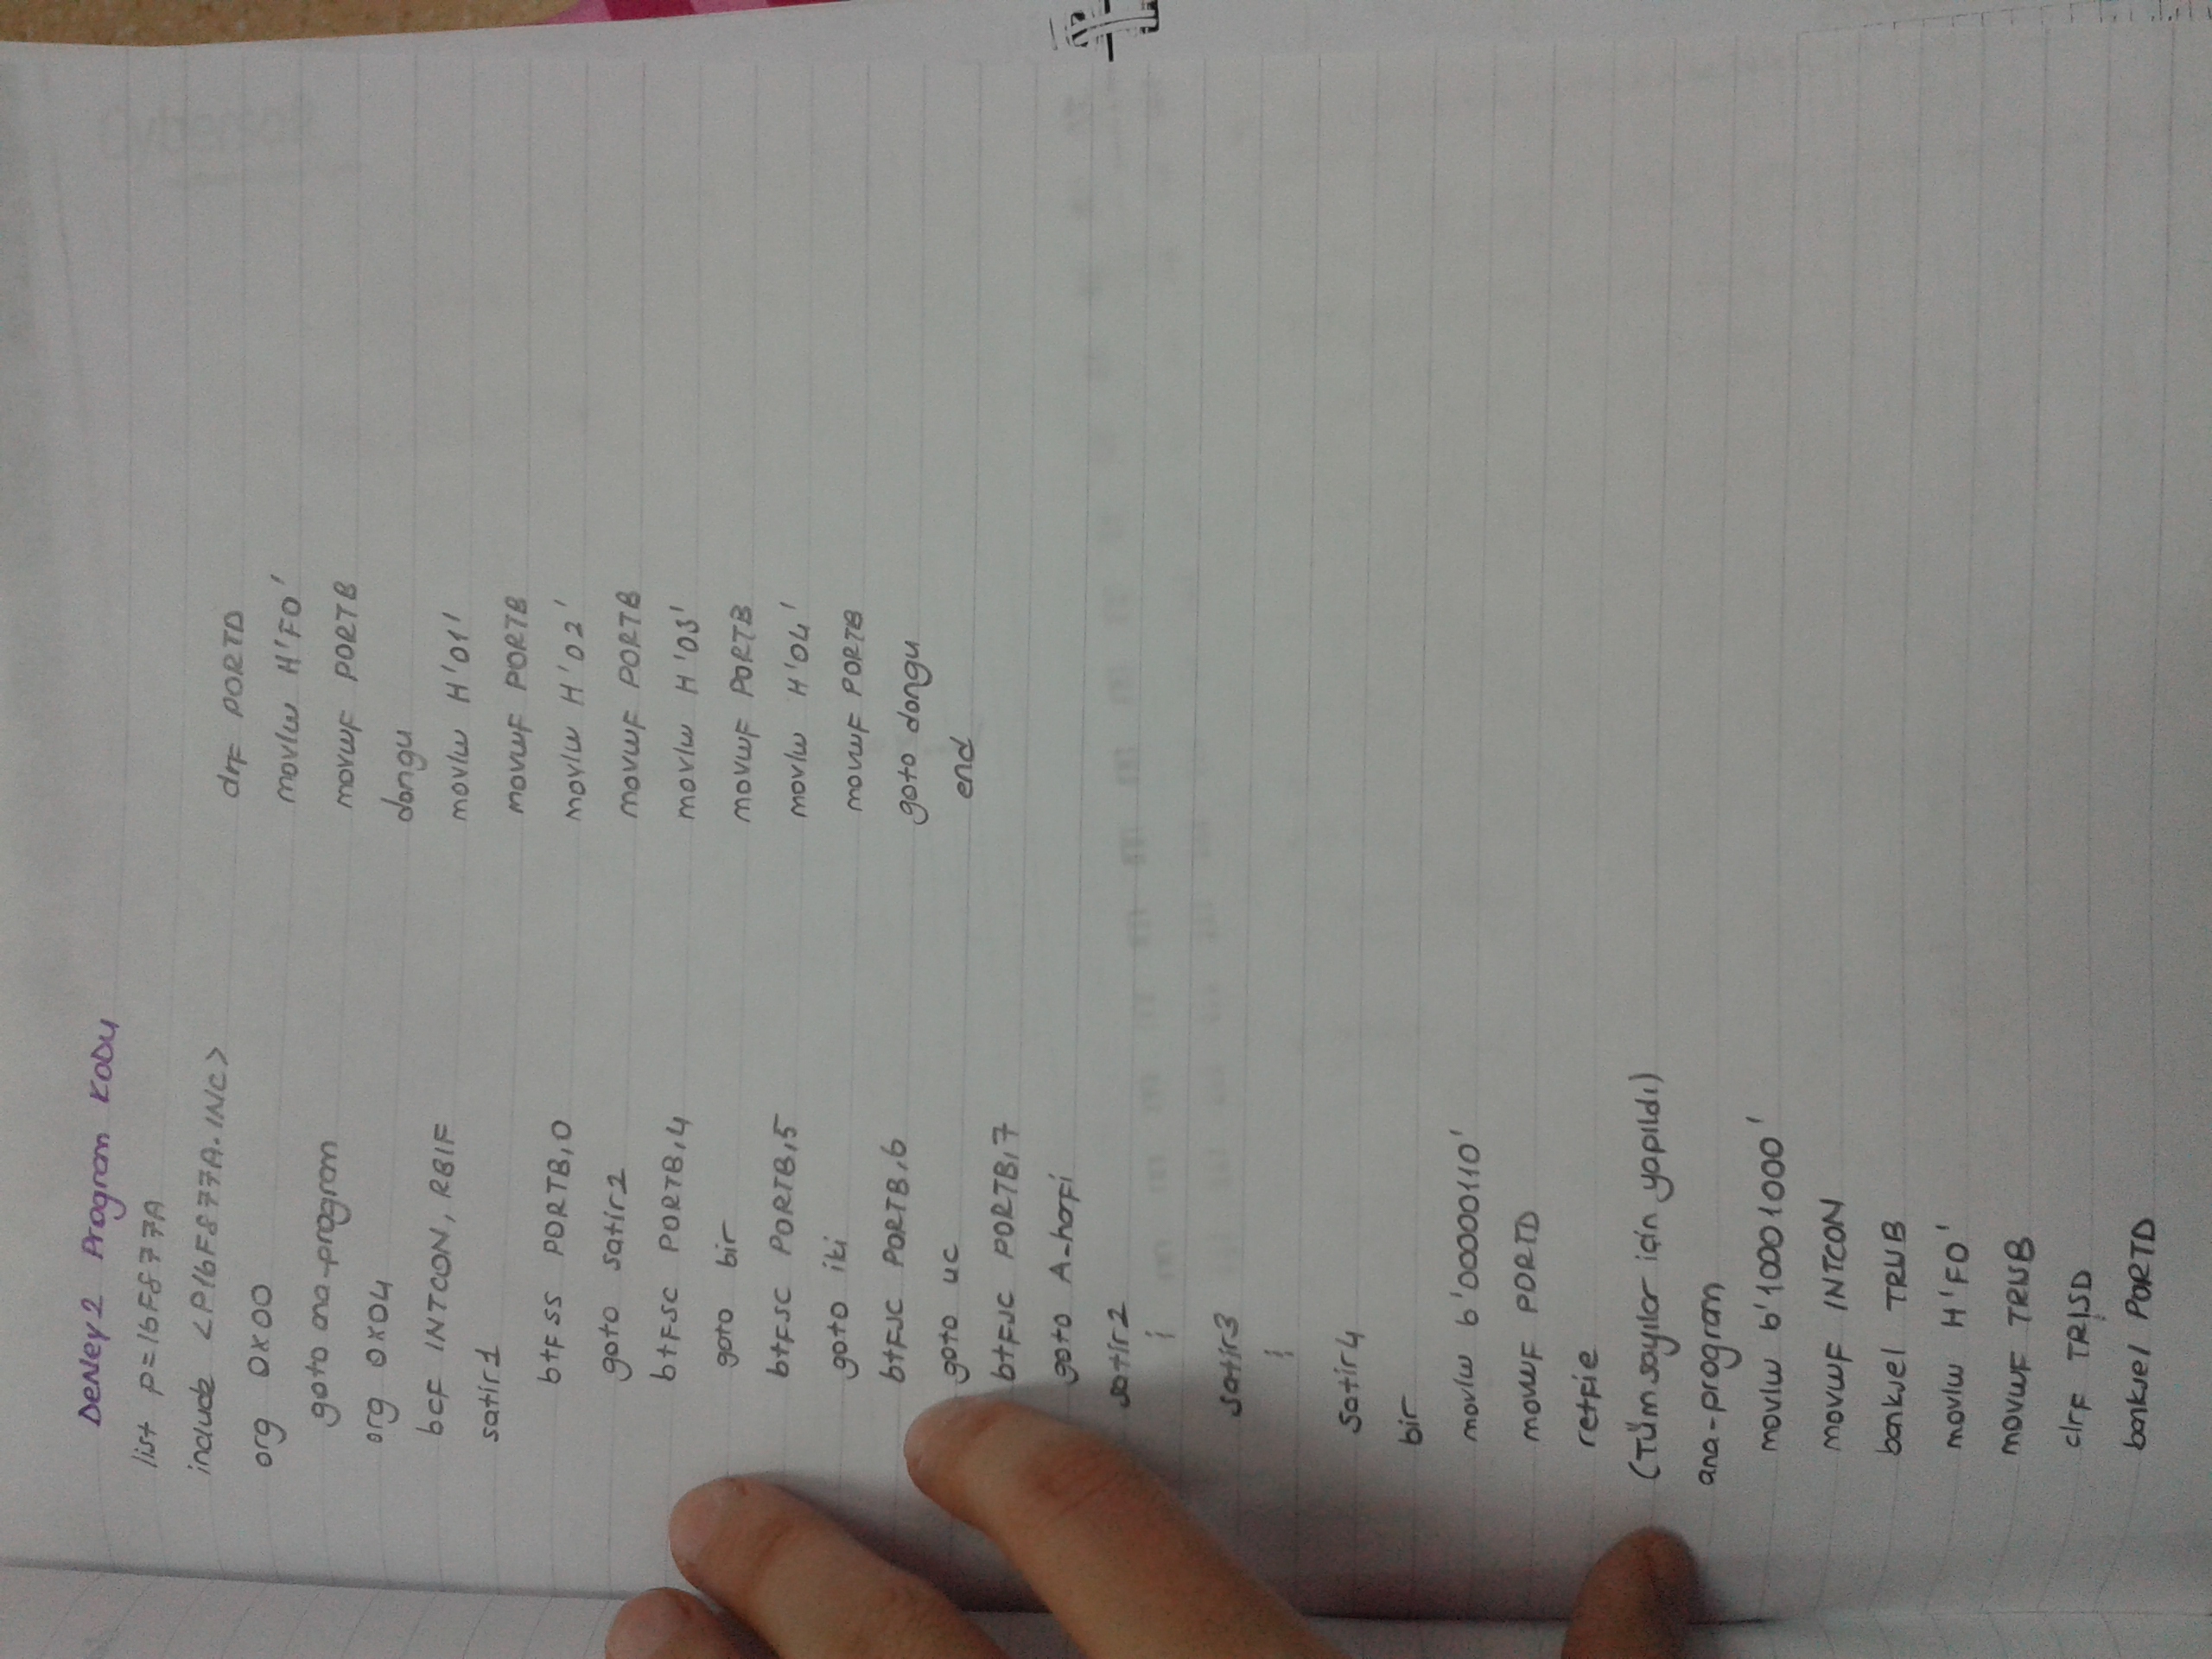 DENey2 Program KODU
list p=16F877A
include <P16F877A.INC>
org 0X00
goto ana-program
org 0X04
bcf INTCON, RBIF
satir1
btfss PORTB,0
goto satir2
btfsc PORTB,4
goto bir
btfsc PORTB,5
goto iki
btfsc PORTB,6
goto uc
btfsc PORTB,7
goto A-harfi
satir2
⋮
satir3
⋮
satir4
bir
movlw b'00000110'
movwf PORTD
retfie
(Tüm sayılar için yapıldı)
ana-program
movlw b'10001000'
movwf INTCON
banksel TRISB
movlw H'F0'
movwf TRISB
clrf TRISD
banksel PORTD
clrf PORTD
movlw H'F0'
movwf PORTB
dongu
movlw H'01'
movwf PORTB
movlw H'02'
movwf PORTB
movlw H'03'
movwf PORTB
movlw H'04'
movwf PORTB
goto dongu
end